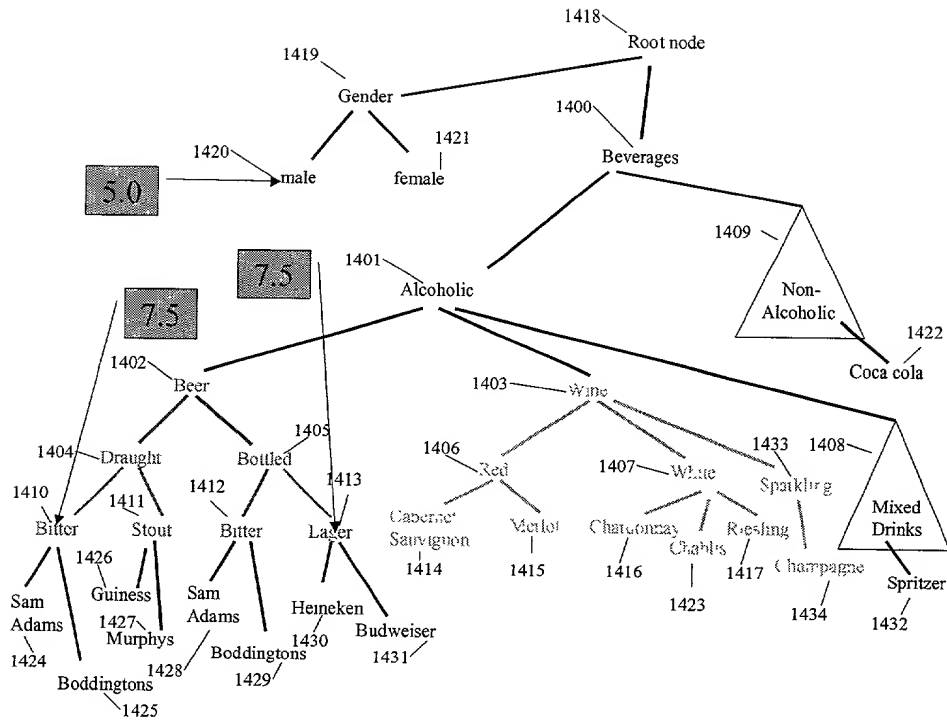 1418
Root node
1419
Gender
1400
1420
male
1421
female
Beverages
5.0
1409
7.5
1401
Alcoholic
Non-
Alcoholic
7.5
1422
Coca cola
1402
Beer
1403
Wine
1404
Draught
1405
Bottled
1406
Red
1407
White
1433
Sparkling
1408
1410
Bitter
1411
Stout
1412
Bitter
1413
Lager
Cabernet
Sauvignon
Merlot
Chardonnay
Chablis
Riesling
Mixed
Drinks
1414
1415
1416
1423
1417
Champagne
1434
Spritzer
1432
1426
Guiness
Sam
Adams
1424
1427
Murphys
Sam
Adams
1428
Heineken
1430
Budweiser
1431
Boddingtons
1425
Boddingtons
1429